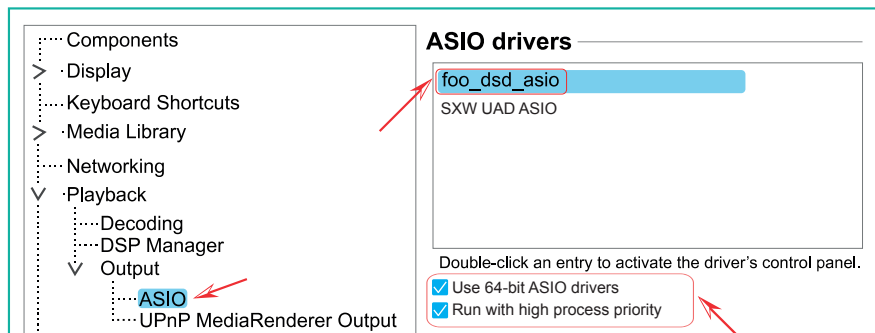 Components
Display
Keyboard Shortcuts
Media Library
Networking
Playback
Decoding
DSP Manager
Output
ASIO
UPnP MediaRenderer Output
ASIO drivers
foo_dsd_asio
SXW UAD ASIO
Double-click an entry to activate the driver's control panel.
Use 64-bit ASIO drivers
Run with high process priority